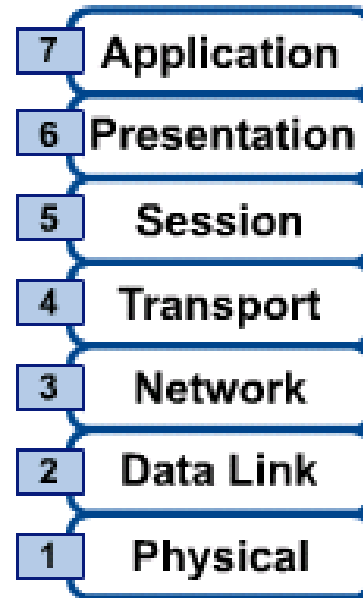 7 Application
6 Presentation
5 Session
4 Transport
3 Network
2 Data Link
1 Physical